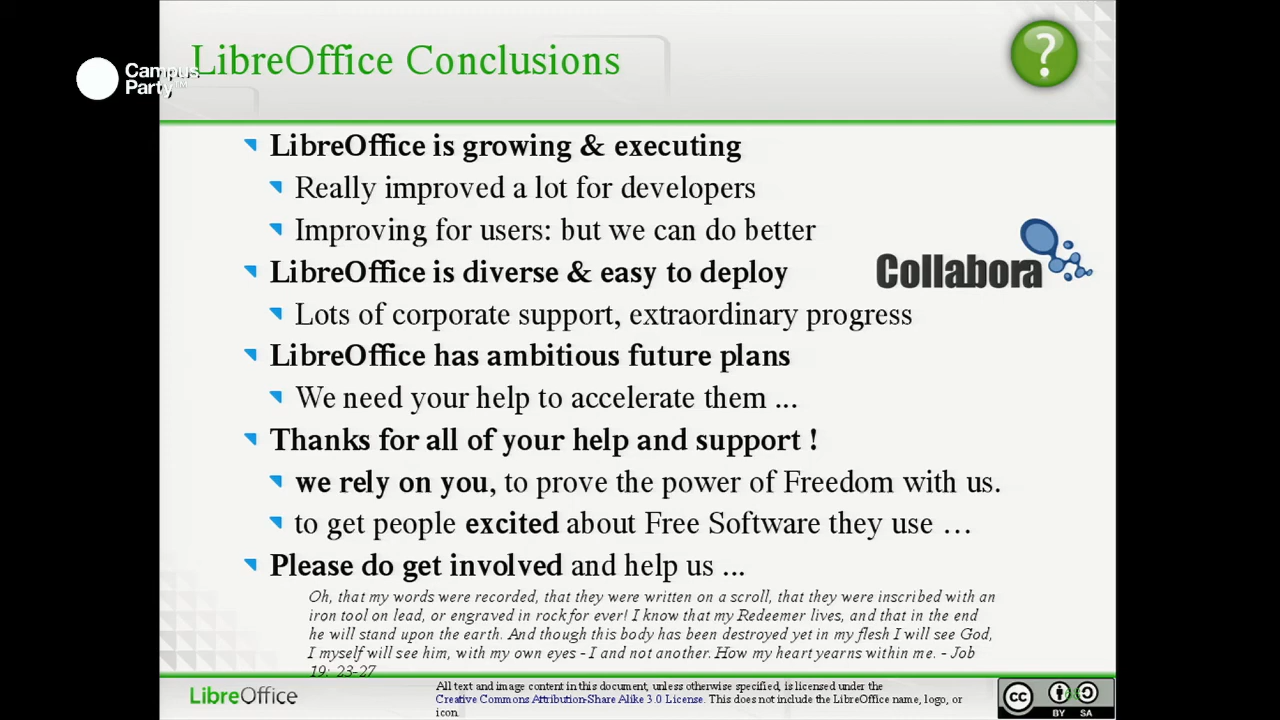 LibreOffice Conclusions
Campus
Party™
LibreOffice is growing & executing
Really improved a lot for developers
Improving for users: but we can do better
LibreOffice is diverse & easy to deploy
Collabora
Lots of corporate support, extraordinary progress
LibreOffice has ambitious future plans
We need your help to accelerate them ...
Thanks for all of your help and support !
we rely on you, to prove the power of Freedom with us.
to get people excited about Free Software they use …
Please do get involved and help us ...
Oh, that my words were recorded, that they were written on a scroll, that they were inscribed with an
iron tool on lead, or engraved in rock for ever! I know that my Redeemer lives, and that in the end
he will stand upon the earth. And though this body has been destroyed yet in my flesh I will see God,
I myself will see him, with my own eyes - I and not another. How my heart yearns within me. - Job
19: 23-27
LibreOffice
All text and image content in this document, unless otherwise specified, is licensed under the
Creative Commons Attribution-Share Alike 3.0 License. This does not include the LibreOffice name, logo, or
icon.
cc
BY SA